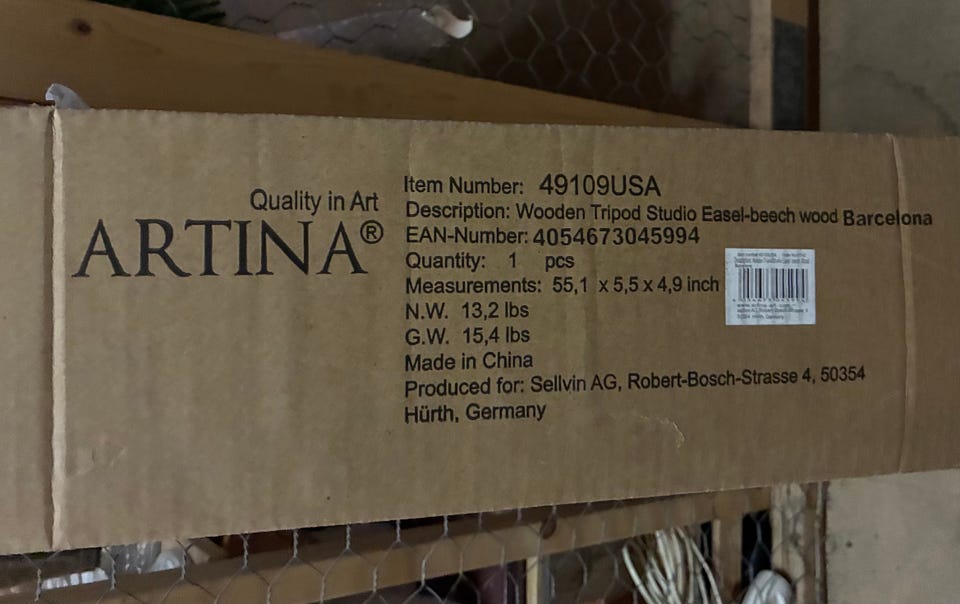 Quality in Art
ARTINA®
Item Number: 49109USA
Description: Wooden Tripod Studio Easel-beech wood Barcelona
EAN-Number: 4054673045994
Quantity: 1 pcs
Measurements: 55,1 x 5,5 x 4,9 inch
N.W. 13,2 lbs
G.W. 15,4 lbs
Made in China
Produced for: Sellvin AG, Robert-Bosch-Strasse 4, 50354
Hürth, Germany